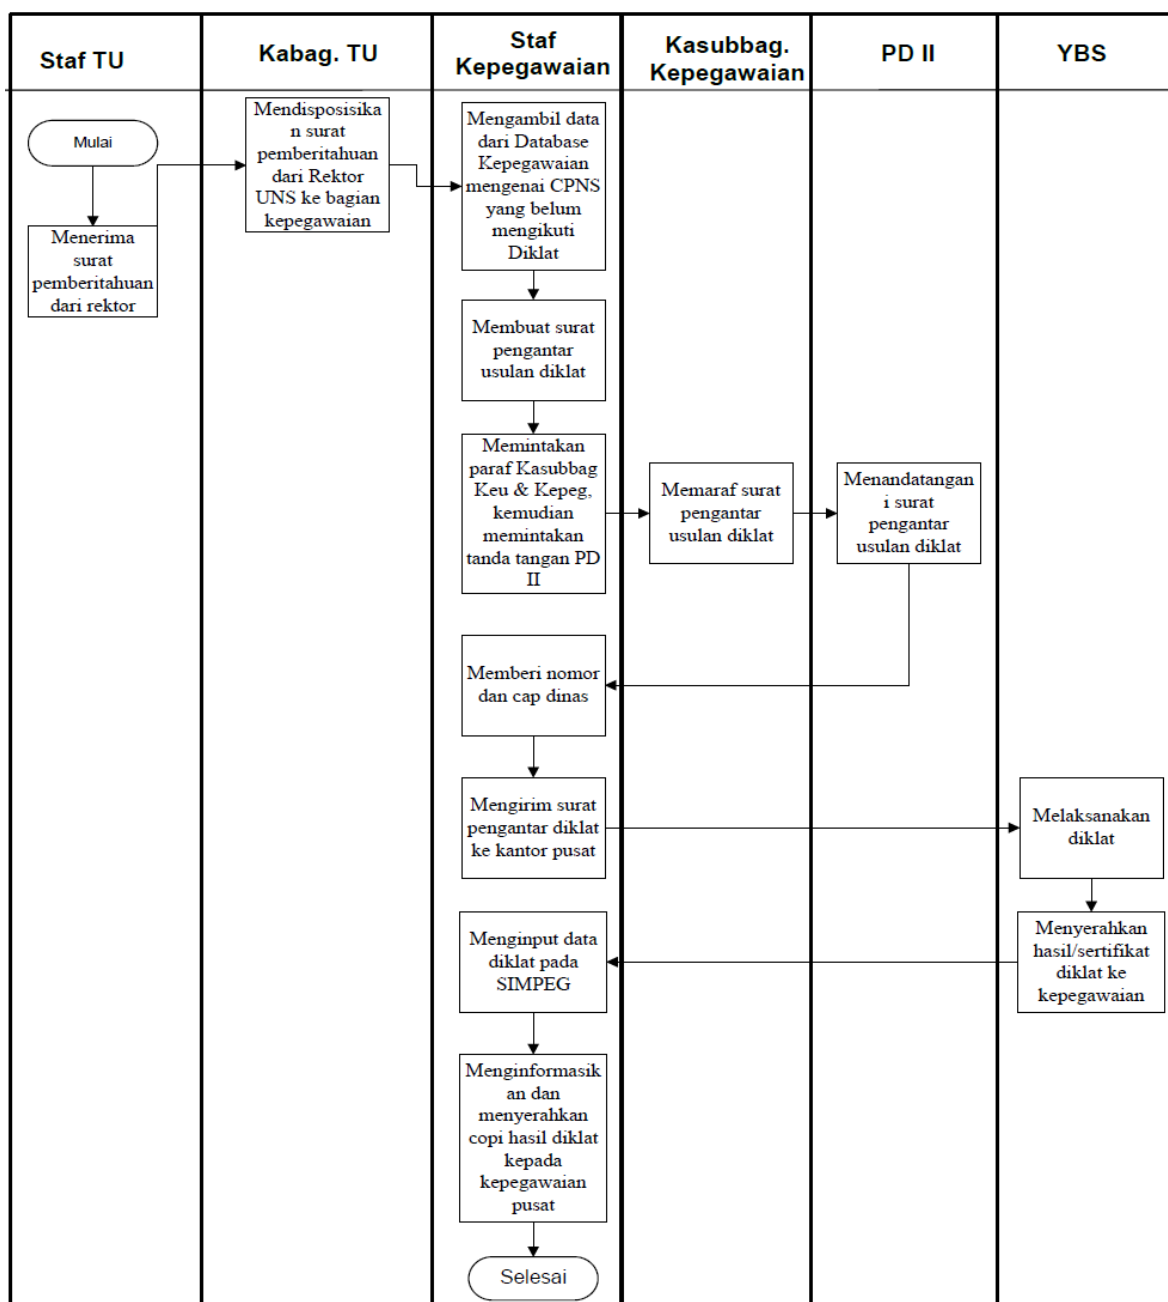 Staf TU
Kabag. TU
Staf
Kepegawaian
Kasubbag.
Kepegawaian
PD II
YBS
Mulai
Menerima
surat
pemberitahuan
dari rektor
Mendisposisika
n surat
pemberitahuan
dari Rektor
UNS ke bagian
kepegawaian
Mengambil data
dari Database
Kepegawaian
mengenai CPNS
yang belum
mengikuti
Diklat
Membuat surat
pengantar
usulan diklat
Memintakan
paraf Kasubbag
Keu & Kepeg,
kemudian
memintakan
tanda tangan PD
II
Memaraf surat
pengantar
usulan diklat
Menandatangan
i surat
pengantar
usulan diklat
Memberi nomor
dan cap dinas
Mengirim surat
pengantar diklat
ke kantor pusat
Melaksanakan
diklat
Menyerahkan
hasil/sertifikat
diklat ke
kepegawaian
Menginput data
diklat pada
SIMPEG
Menginformasik
an dan
menyerahkan
copi hasil diklat
kepada
kepegawaian
pusat
Selesai